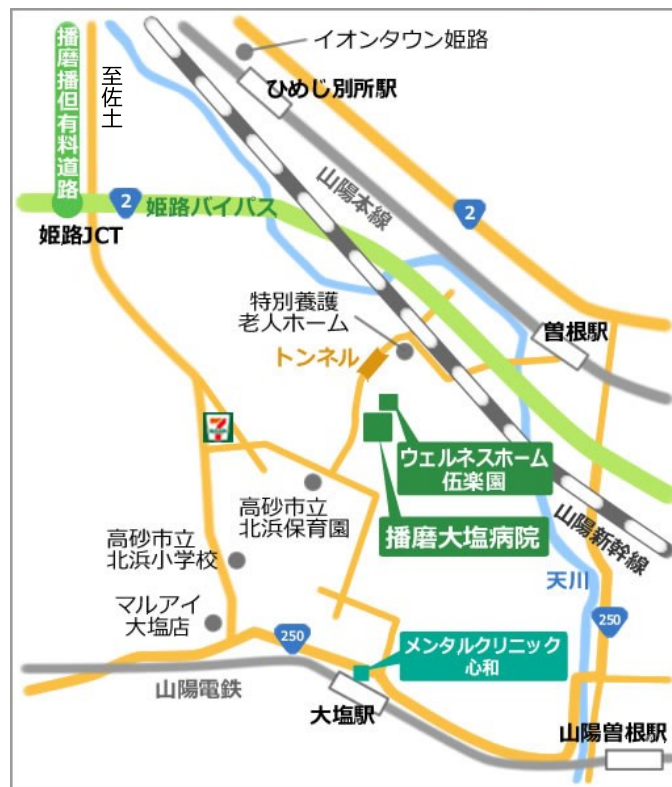 イオンタウン姫路
ひめじ別所駅
播磨播但有料道路
至佐土
山陽本線
2
姫路バイパス
2
姫路JCT
特別養護
老人ホーム
曽根駅
トンネル
7
ウェルネスホーム
伍楽園
高砂市立
北浜保育園
播磨大塩病院
山陽新幹線
高砂市立
北浜小学校
天川
マルアイ
大塩店
250
250
メンタルクリニック
心和
山陽電鉄
大塩駅
山陽曽根駅